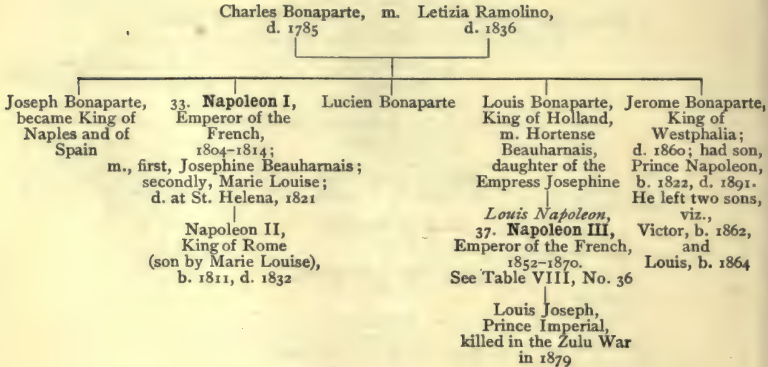 Charles Bonaparte, m. Letizia Ramolino,
d. 1785 d. 1836
Joseph Bonaparte,
became King of
Naples and of
Spain
33. Napoleon I,
Emperor of the
French,
1804–1814;
m., first, Josephine Beauharnais;
secondly, Marie Louise;
d. at St. Helena, 1821
Napoleon II,
King of Rome
(son by Marie Louise),
b. 1811, d. 1832
Lucien Bonaparte
Louis Bonaparte,
King of Holland,
m. Hortense
Beauharnais,
daughter of the
Empress Josephine
Louis Napoleon,
37. Napoleon III,
Emperor of the French,
1852–1870.
See Table VIII, No. 36
Louis Joseph,
Prince Imperial,
killed in the Zulu War
in 1879
Jerome Bonaparte,
King of
Westphalia;
d. 1860; had son,
Prince Napoleon,
b. 1822, d. 1891.
He left two sons,
viz.,
Victor, b. 1862,
and
Louis, b. 1864